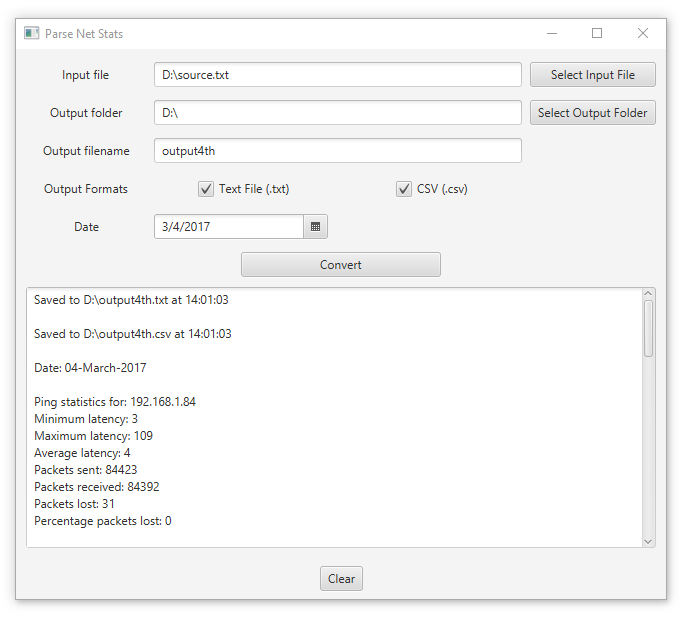 Parse Net Stats
Input file D:\source.txt Select Input File
Output folder D:\ Select Output Folder
Output filename output4th
Output Formats Text File (.txt) CSV (.csv)
Date 3/4/2017
Convert
Saved to D:\output4th.txt at 14:01:03
Saved to D:\output4th.csv at 14:01:03
Date: 04-March-2017
Ping statistics for: 192.168.1.84
Minimum latency: 3
Maximum latency: 109
Average latency: 4
Packets sent: 84423
Packets received: 84392
Packets lost: 31
Percentage packets lost: 0
Clear